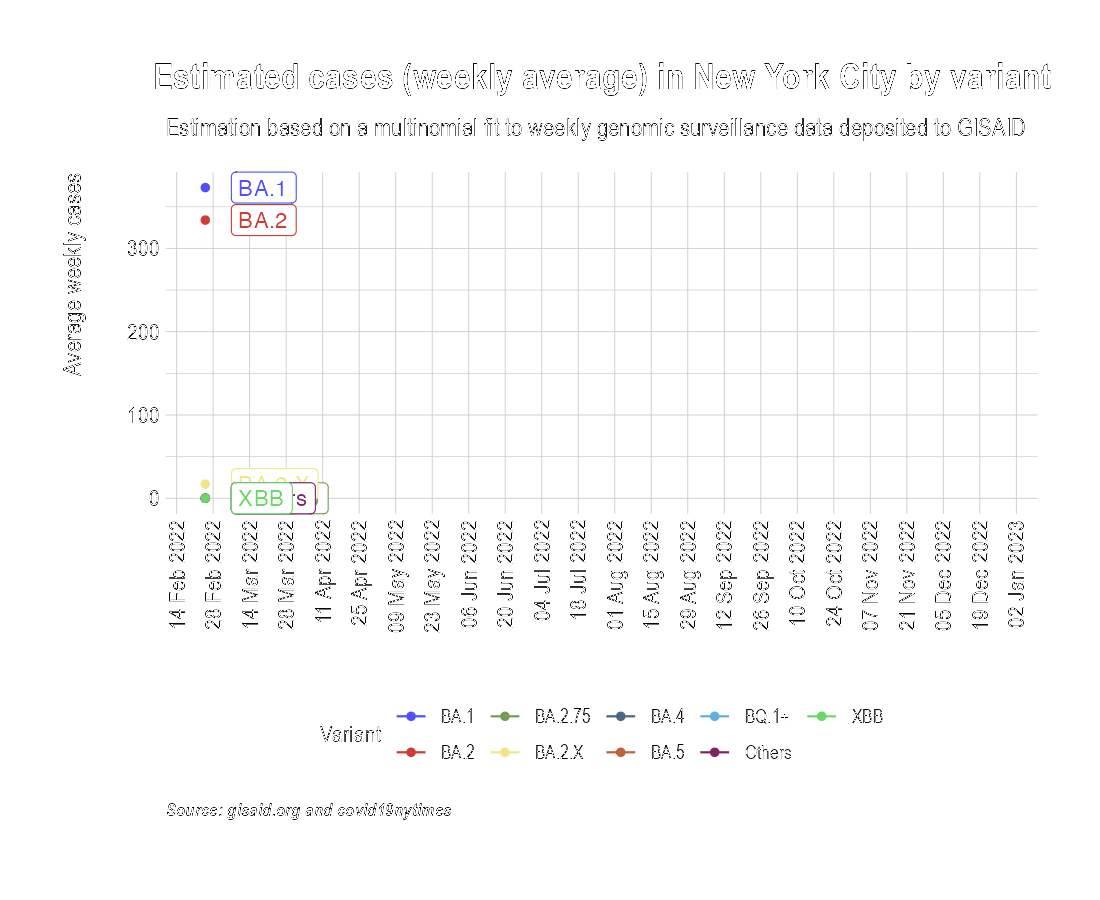 Estimated cases (weekly average) in New York City by variant
Estimation based on a multinomial fit to weekly genomic surveillance data deposited to GISAID
Average weekly cases
300
200
100
0
BA.1
BA.2
XBB
rs
14 Feb 2022
28 Feb 2022
14 Mar 2022
28 Mar 2022
11 Apr 2022
25 Apr 2022
09 May 2022
23 May 2022
06 Jun 2022
20 Jun 2022
04 Jul 2022
18 Jul 2022
01 Aug 2022
15 Aug 2022
29 Aug 2022
12 Sep 2022
26 Sep 2022
10 Oct 2022
24 Oct 2022
07 Nov 2022
21 Nov 2022
05 Dec 2022
19 Dec 2022
02 Jan 2023
Variant
BA.1 BA.2.75 BA.4 BQ.1+ XBB
BA.2 BA.2.X BA.5 Others
Source: gisaid.org and covid19nytimes